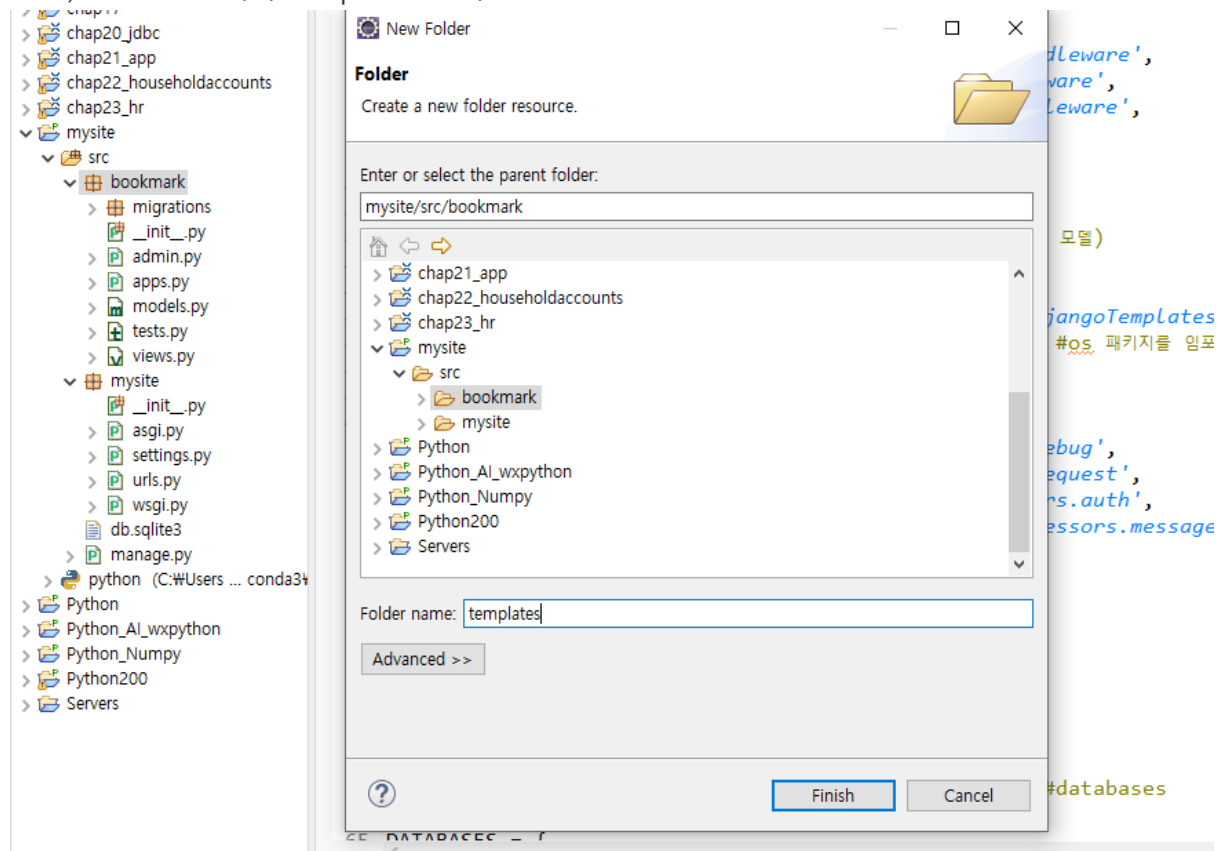 chap17
chap20_jdbc
chap21_app
chap22_householdaccounts
chap23_hr
mysite
src
bookmark
migrations
__init__.py
admin.py
apps.py
models.py
tests.py
views.py
mysite
__init__.py
asgi.py
settings.py
urls.py
wsgi.py
db.sqlite3
manage.py
python (C:₩Users ... conda3₩
Python
Python_AI_wxpython
Python_Numpy
Python200
Servers
New Folder
Folder
Create a new folder resource.
Enter or select the parent folder:
mysite/src/bookmark
chap21_app
chap22_householdaccounts
chap23_hr
mysite
src
bookmark
mysite
Python
Python_AI_wxpython
Python_Numpy
Python200
Servers
Folder name: templates
Advanced >>
Finish
Cancel
dleware',
ware',
leware',
모델)
jangoTemplates
#os 패키지를 임포
ebug',
equest',
rs.auth',
essors.message
#databases
DATABASES = {